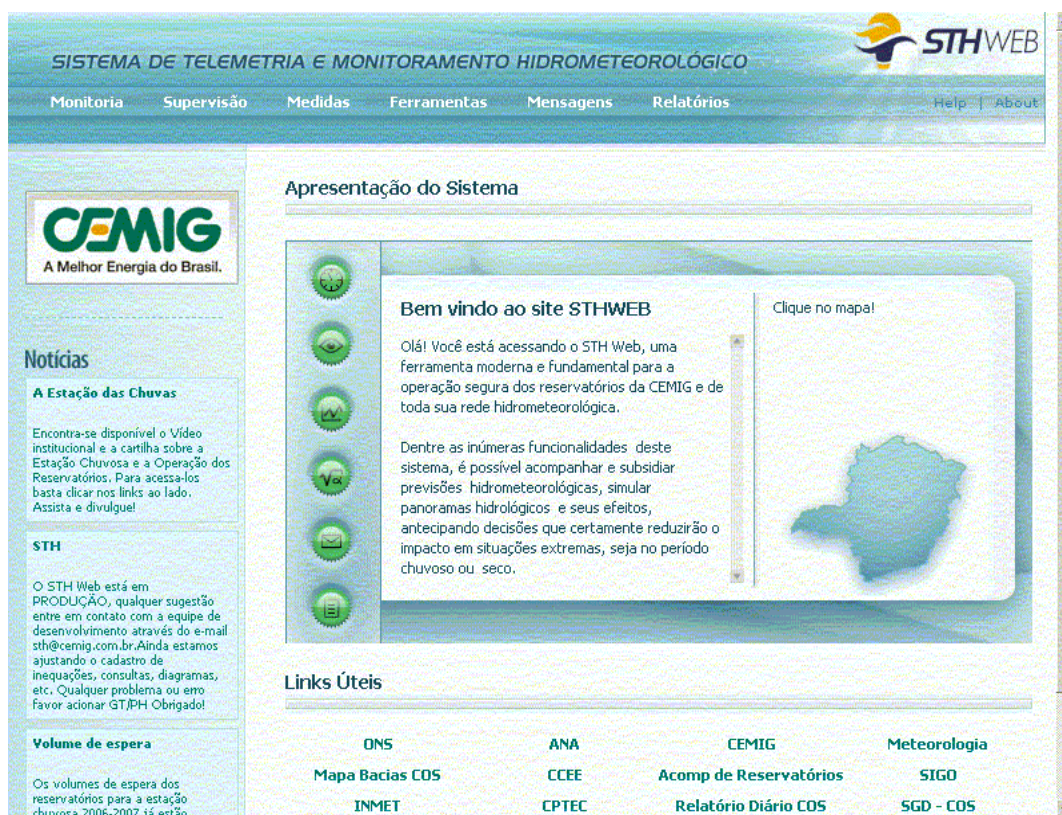 SISTEMA DE TELEMETRIA E MONITORAMENTO HIDROMETEOROLÓGICO
STHWEB
Monitoria Supervisão Medidas Ferramentas Mensagens Relatórios
Help | About
CEMIG
A Melhor Energia do Brasil.
Notícias
A Estação das Chuvas
Encontra-se disponível o Vídeo
institucional e a cartilha sobre a
Estação Chuvosa e a Operação dos
Reservatórios. Para acessa-los
basta clicar nos links ao lado.
Assista e divulgue!
STH
O STH Web está em
PRODUÇÃO, qualquer sugestão
entre em contato com a equipe de
desenvolvimento através do e-mail
sth@cemig.com.br.Ainda estamos
ajustando o cadastro de
inequações, consultas, diagramas,
etc. Qualquer problema ou erro
favor acionar GT/PH Obrigado!
Volume de espera
Os volumes de espera dos
reservatórios para a estação
chuvosa 2006-2007 já estão
Apresentação do Sistema
Bem vindo ao site STHWEB
Olá! Você está acessando o STH Web, uma
ferramenta moderna e fundamental para a
operação segura dos reservatórios da CEMIG e de
toda sua rede hidrometeorológica.
Dentre as inúmeras funcionalidades deste
sistema, é possível acompanhar e subsidiar
previsões hidrometeorológicas, simular
panoramas hidrológicos e seus efeitos,
antecipando decisões que certamente reduzirão o
impacto em situações extremas, seja no período
chuvoso ou seco.
Clique no mapa!
√α
Links Úteis
ONS ANA CEMIG Meteorologia
Mapa Bacias COS CCEE Acomp de Reservatórios SIGO
INMET CPTEC Relatório Diário COS SGD - COS